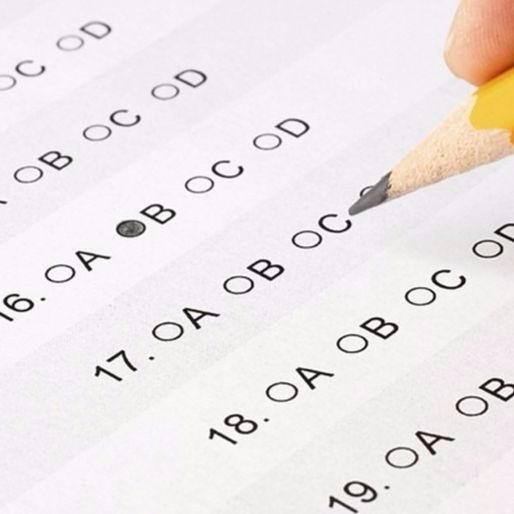 C D
B C D
16. A B C D
17. A B C
18. A B C D
19. A B